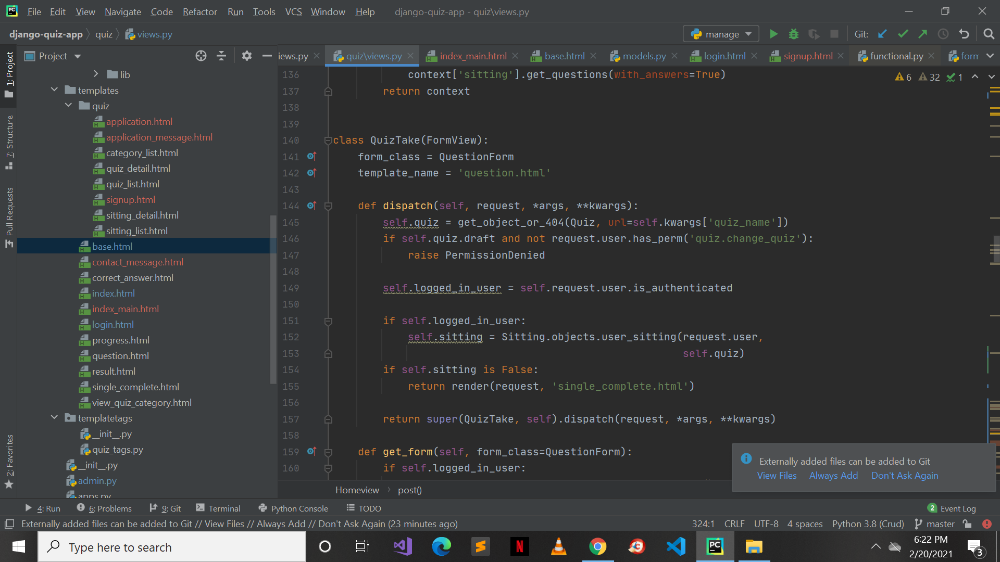 PC File Edit View Navigate Code Refactor Run Tools VCS Window Help django-quiz-app - quiz\views.py
django-quiz-app quiz views.py
manage Git:
Project
iews.py quiz\views.py index_main.html base.html models.py login.html signup.html functional.py form
1: Project
7: Structure
Pull Requests
2: Favorites
lib
templates
quiz
application.html
application_message.html
category_list.html
quiz_detail.html
quiz_list.html
signup.html
sitting_detail.html
sitting_list.html
base.html
contact_message.html
correct_answer.html
index.html
index_main.html
login.html
progress.html
question.html
result.html
single_complete.html
view_quiz_category.html
templatetags
__init__.py
quiz_tags.py
__init__.py
admin.py
apps.py
6 32 1
136 context['sitting'].get_questions(with_answers=True)
137 return context
138
139
140 class QuizTake(FormView):
141 form_class = QuestionForm
142 template_name = 'question.html'
143
144 def dispatch(self, request, *args, **kwargs):
145 self.quiz = get_object_or_404(Quiz, url=self.kwargs['quiz_name'])
146 if self.quiz.draft and not request.user.has_perm('quiz.change_quiz'):
147 raise PermissionDenied
148
149 self.logged_in_user = self.request.user.is_authenticated
150
151 if self.logged_in_user:
152 self.sitting = Sitting.objects.user_sitting(request.user,
153 self.quiz)
154 if self.sitting is False:
155 return render(request, 'single_complete.html')
156
157 return super(QuizTake, self).dispatch(request, *args, **kwargs)
158
159 def get_form(self, form_class=QuestionForm):
160 if self.logged_in_user:
Externally added files can be added to Git
View Files Always Add Don't Ask Again
Homeview post()
4: Run 6: Problems 9: Git Terminal Python Console TODO 2 Event Log
Externally added files can be added to Git // View Files // Always Add // Don't Ask Again (23 minutes ago) 324:1 CRLF UTF-8 4 spaces Python 3.8 (Crud) master
Type here to search
N
PC
6:22 PM
2/20/2021
3